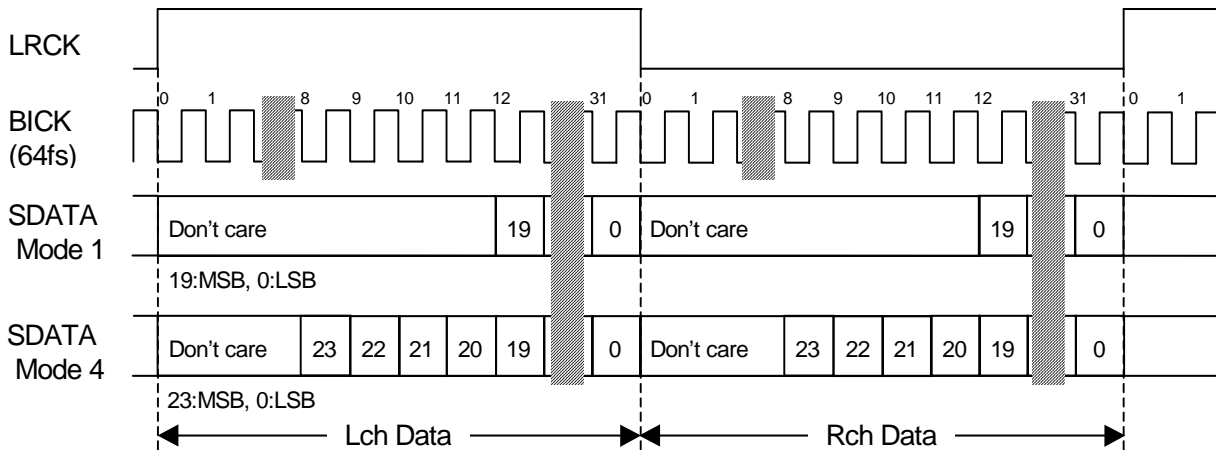 LRCK
0 1 8 9 10 11 12 31 0 1 8 9 10 11 12 31 0 1
BICK
(64fs)
SDATA
Mode 1
Don't care 19 0 Don't care 19 0
19:MSB, 0:LSB
SDATA
Mode 4
Don't care 23 22 21 20 19 0 Don't care 23 22 21 20 19 0
23:MSB, 0:LSB
Lch Data Rch Data